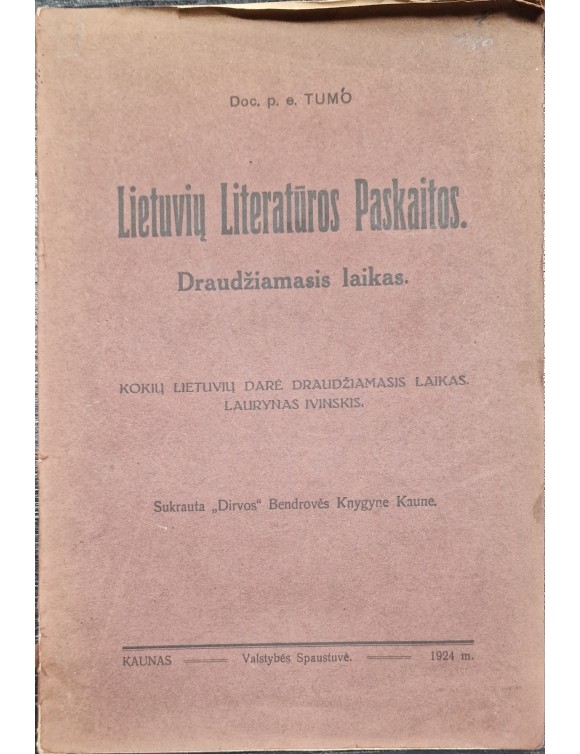 Doc. p. e. TUMO
Lietuvių Literatūros Paskaitos.
Draudžiamasis laikas.
KOKIŲ LIETUVIŲ DARĖ DRAUDŽIAMASIS LAIKAS.
LAURYNAS IVINSKIS.
Sukrauta „Dirvos“ Bendrovės Knygyne Kaune.
KAUNAS Valstybės Spaustuvė. 1924 m.